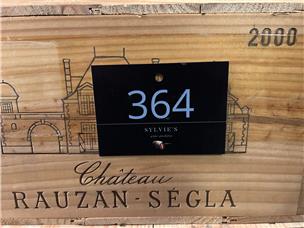 2000
364
SYLVIE'S
Château
RAUZAN-SÉGLA